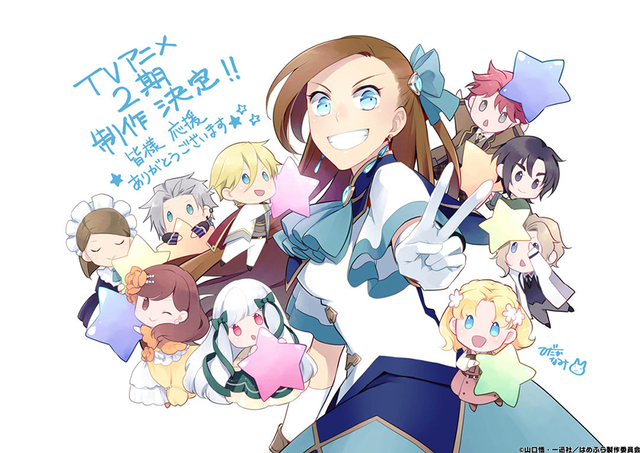 TVアニメ
2期
制作決定!!
皆様 応援
ありがとうございます★☆☆
ひだか
なみ
©山口悟・一迅社/はめふら製作委員会